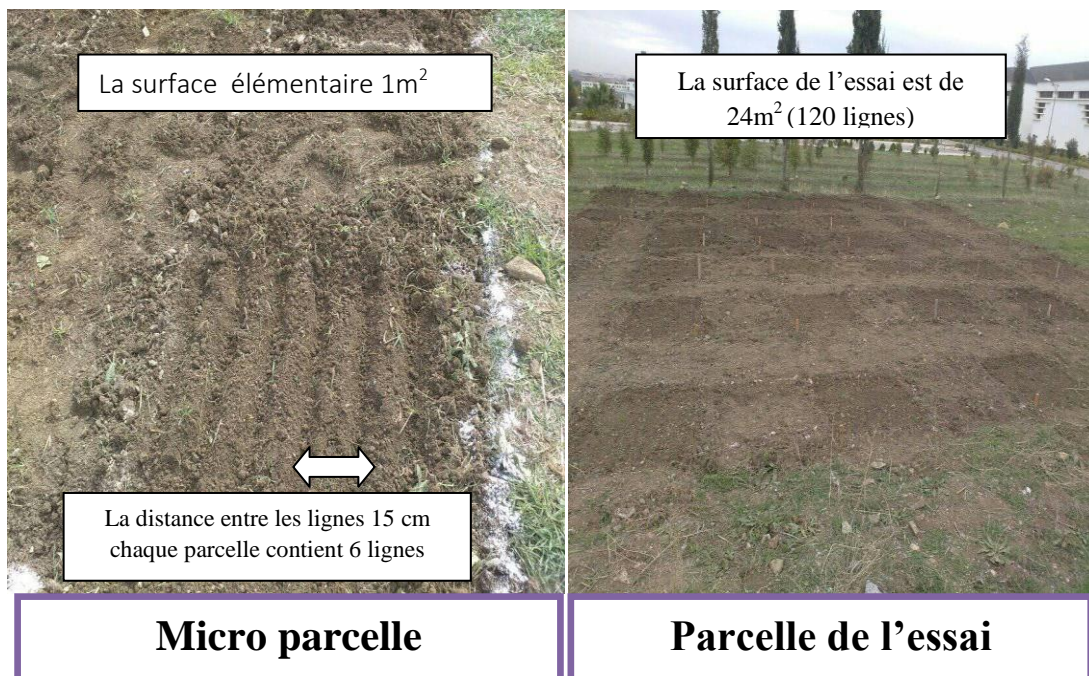 La surface élémentaire 1m²
La distance entre les lignes 15 cm
chaque parcelle contient 6 lignes
Micro parcelle
La surface de l’essai est de
24m² (120 lignes)
Parcelle de l’essai